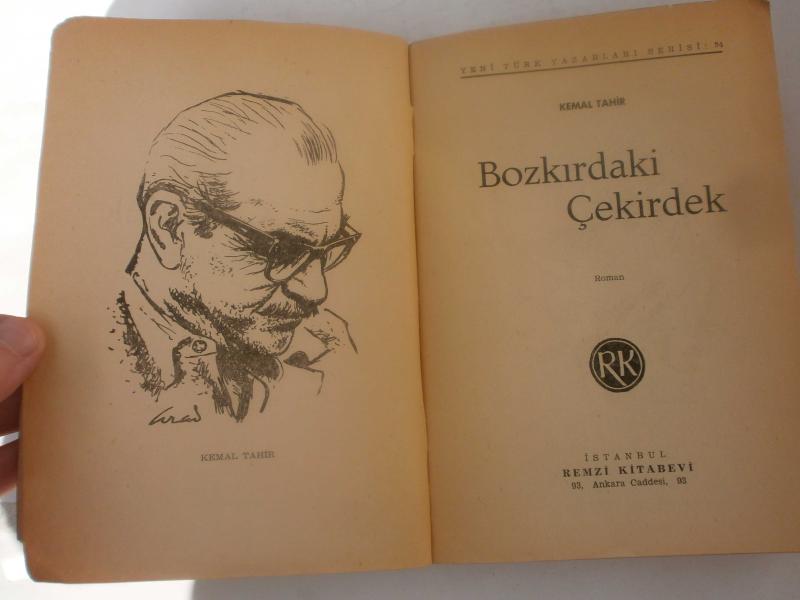 KEMAL TAHİR
YENİ TÜRK YAZARLARI SERİSİ: 54
KEMAL TAHİR
Bozkırdaki
Çekirdek
Roman
RK
İSTANBUL
REMZİ KİTABEVİ
93, Ankara Caddesi, 93